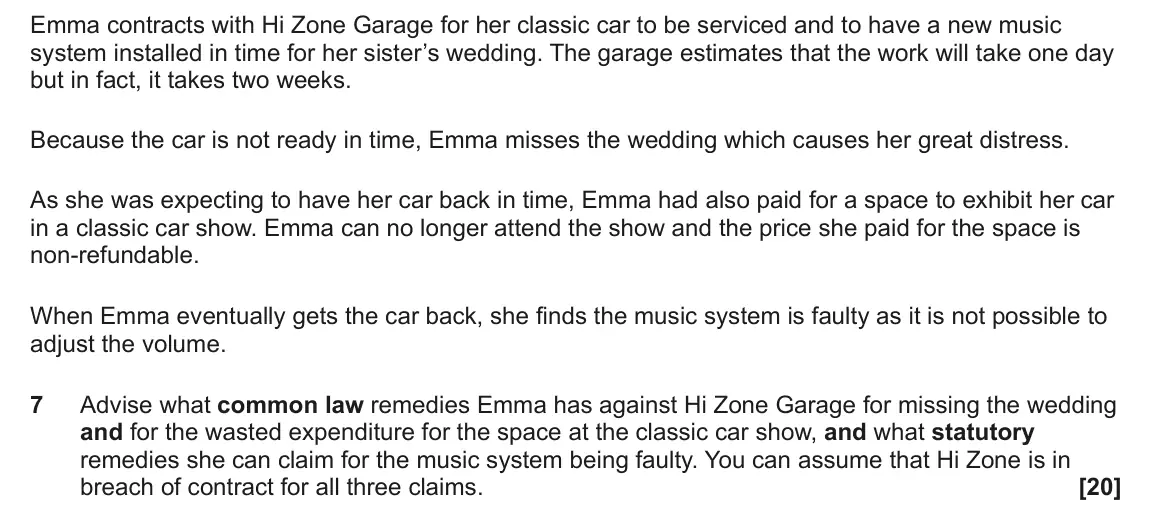 Emma contracts with Hi Zone Garage for her classic car to be serviced and to have a new music
system installed in time for her sister’s wedding. The garage estimates that the work will take one day
but in fact, it takes two weeks.
Because the car is not ready in time, Emma misses the wedding which causes her great distress.
As she was expecting to have her car back in time, Emma had also paid for a space to exhibit her car
in a classic car show. Emma can no longer attend the show and the price she paid for the space is
non-refundable.
When Emma eventually gets the car back, she finds the music system is faulty as it is not possible to
adjust the volume.
7 Advise what common law remedies Emma has against Hi Zone Garage for missing the wedding
and for the wasted expenditure for the space at the classic car show, and what statutory
remedies she can claim for the music system being faulty. You can assume that Hi Zone is in
breach of contract for all three claims. [20]